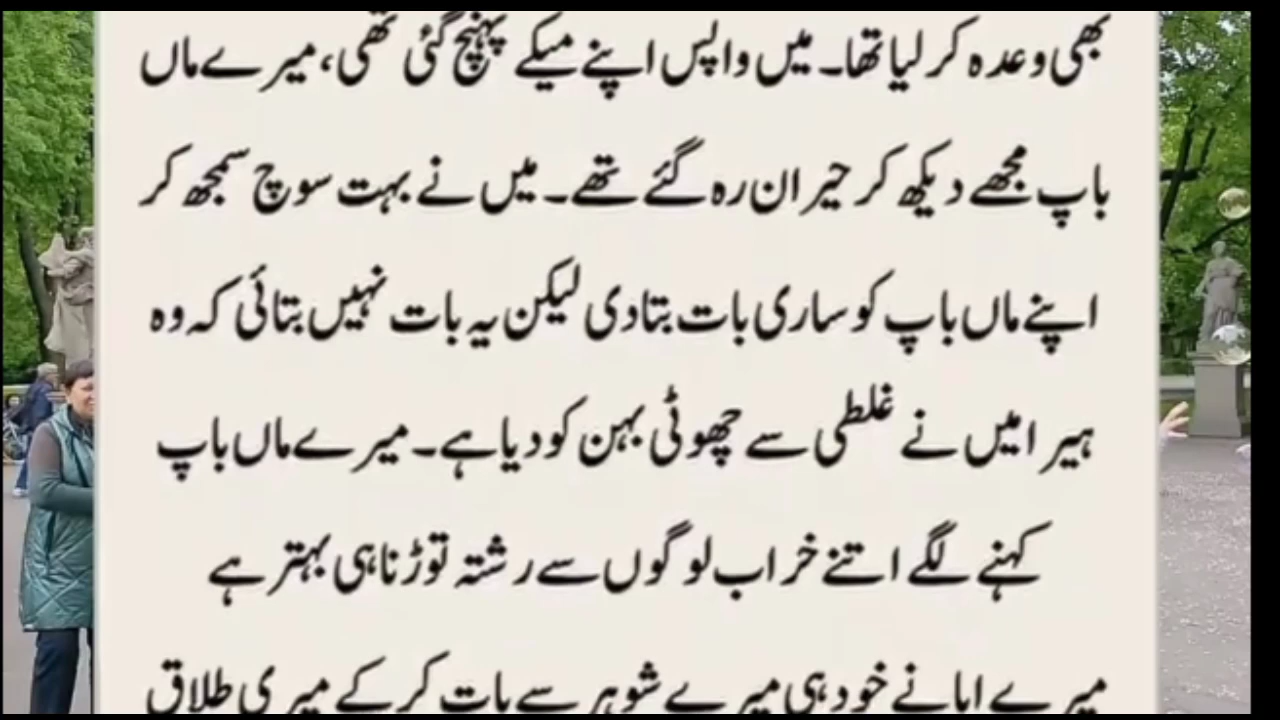 بھی وعدہ کر لیا تھا۔ میں واپس اپنے میکے پہنچ گئی تھی، میرے ماں
باپ مجھے دیکھ کر حیران رہ گئے تھے۔ میں نے بہت سوچ سمجھ کر
اپنے ماں باپ کو ساری بات بتا دی لیکن یہ بات نہیں بتائی کہ وہ
ہیرا میں نے غلطی سے چھوٹی بہن کو دیا ہے۔ میرے ماں باپ
کہنے لگے اتنے خراب لوگوں سے رشتہ توڑنا ہی بہتر ہے
میرے ابا نے خود ہی میرے شوہر سے بات کر کے میری طلاق